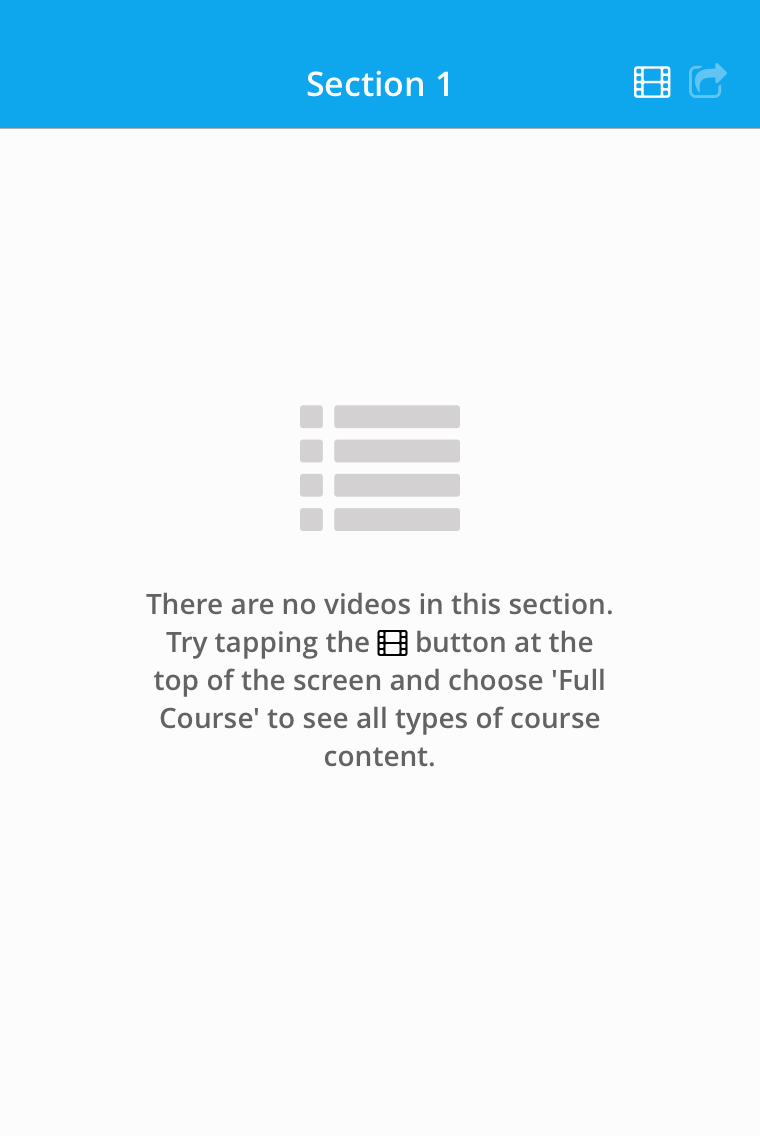 Section 1
There are no videos in this section.
Try tapping the button at the
top of the screen and choose 'Full
Course' to see all types of course
content.